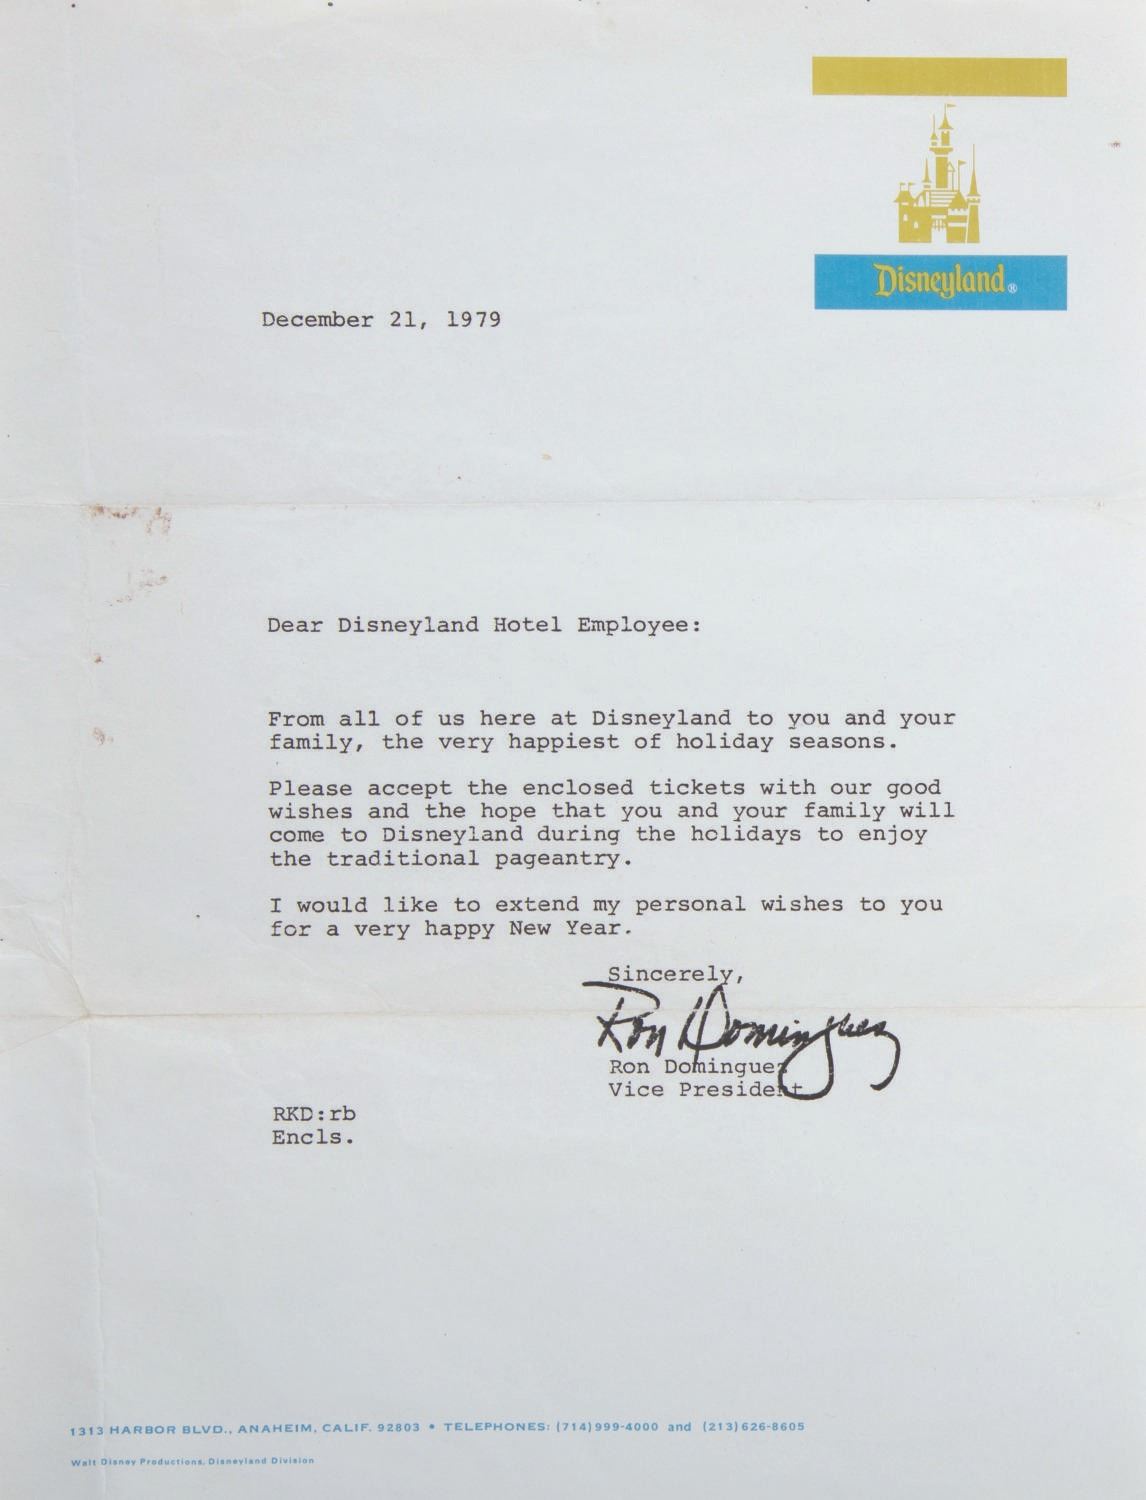 Disneyland®
December 21, 1979
Dear Disneyland Hotel Employee:
From all of us here at Disneyland to you and your
family, the very happiest of holiday seasons.
Please accept the enclosed tickets with our good
wishes and the hope that you and your family will
come to Disneyland during the holidays to enjoy
the traditional pageantry.
I would like to extend my personal wishes to you
for a very happy New Year.
Sincerely,
Ron Dominguez
Ron Dominguez
Vice President
RKD:rb
Encls.
1313 HARBOR BLVD., ANAHEIM, CALIF. 92803 • TELEPHONES: (714) 999-4000 and (213) 626-8605
Walt Disney Productions, Disneyland Division